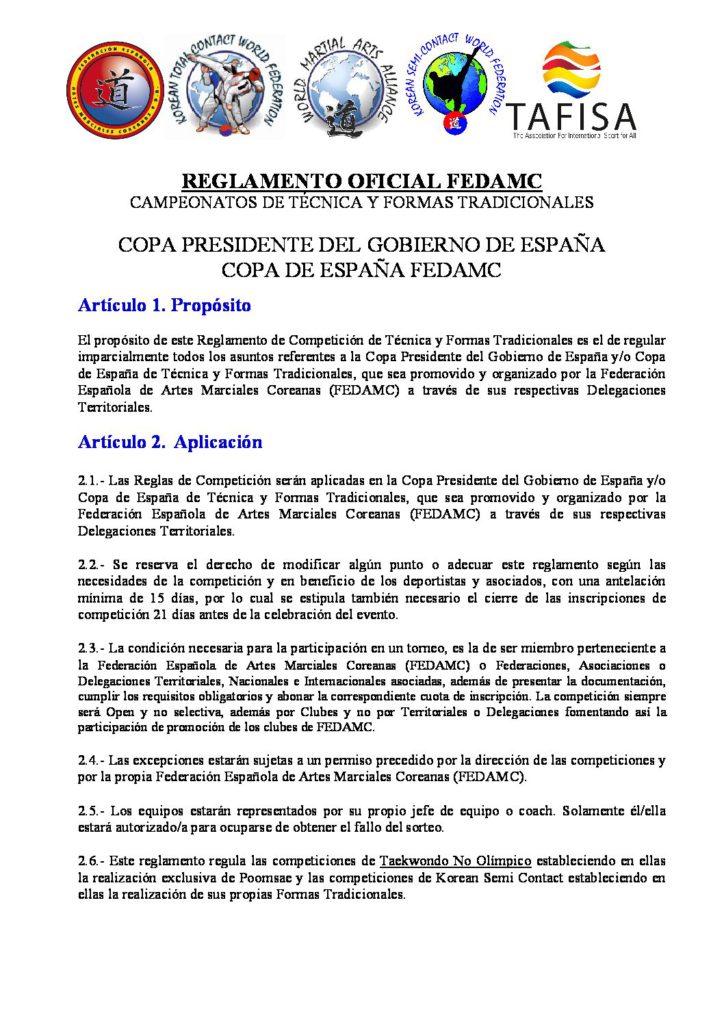 FEDERACIÓN ESPAÑOLA
ARTES MARCIALES COREANAS
道
KOREAN TOTAL CONTACT WORLD FEDERATION
WORLD MARTIAL ARTS ALLIANCE
道
KOREAN SEMI CONTACT WORLD FEDERATION
道
TAFISA
The Association For International Sport for All
REGLAMENTO OFICIAL FEDAMC
CAMPEONATOS DE TÉCNICA Y FORMAS TRADICIONALES
COPA PRESIDENTE DEL GOBIERNO DE ESPAÑA
COPA DE ESPAÑA FEDAMC
Artículo 1. Propósito
El propósito de este Reglamento de Competición de Técnica y Formas Tradicionales es el de regular
imparcialmente todos los asuntos referentes a la Copa Presidente del Gobierno de España y/o Copa
de España de Técnica y Formas Tradicionales, que sea promovido y organizado por la Federación
Española de Artes Marciales Coreanas (FEDAMC) a través de sus respectivas Delegaciones
Territoriales.
Artículo 2. Aplicación
2.1.- Las Reglas de Competición serán aplicadas en la Copa Presidente del Gobierno de España y/o
Copa de España de Técnica y Formas Tradicionales, que sea promovido y organizado por la
Federación Española de Artes Marciales Coreanas (FEDAMC) a través de sus respectivas
Delegaciones Territoriales.
2.2.- Se reserva el derecho de modificar algún punto o adecuar este reglamento según las
necesidades de la competición y en beneficio de los deportistas y asociados, con una antelación
mínima de 15 días, por lo cual se estipula también necesario el cierre de las inscripciones de
competición 21 días antes de la celebración del evento.
2.3.- La condición necesaria para la participación en un torneo, es la de ser miembro perteneciente a
la Federación Española de Artes Marciales Coreanas (FEDAMC) o Federaciones, Asociaciones o
Delegaciones Territoriales, Nacionales e Internacionales asociadas, además de presentar la documentación,
cumplir los requisitos obligatorios y abonar la correspondiente cuota de inscripción. La competición siempre
será Open y no selectiva, además por Clubes y no por Territoriales o Delegaciones fomentando así la
participación de promoción de los clubes de FEDAMC.
2.4.- Las excepciones estarán sujetas a un permiso precedido por la dirección de las competiciones y
por la propia Federación Española de Artes Marciales Coreanas (FEDAMC).
2.5.- Los equipos estarán representados por su propio jefe de equipo o coach. Solamente él/ella
estará autorizado/a para ocuparse de obtener el fallo del sorteo.
2.6.- Este reglamento regula las competiciones de Taekwondo No Olímpico estableciendo en ellas
la realización exclusiva de Poomsae y las competiciones de Korean Semi Contact estableciendo en
ellas la realización de sus propias Formas Tradicionales.